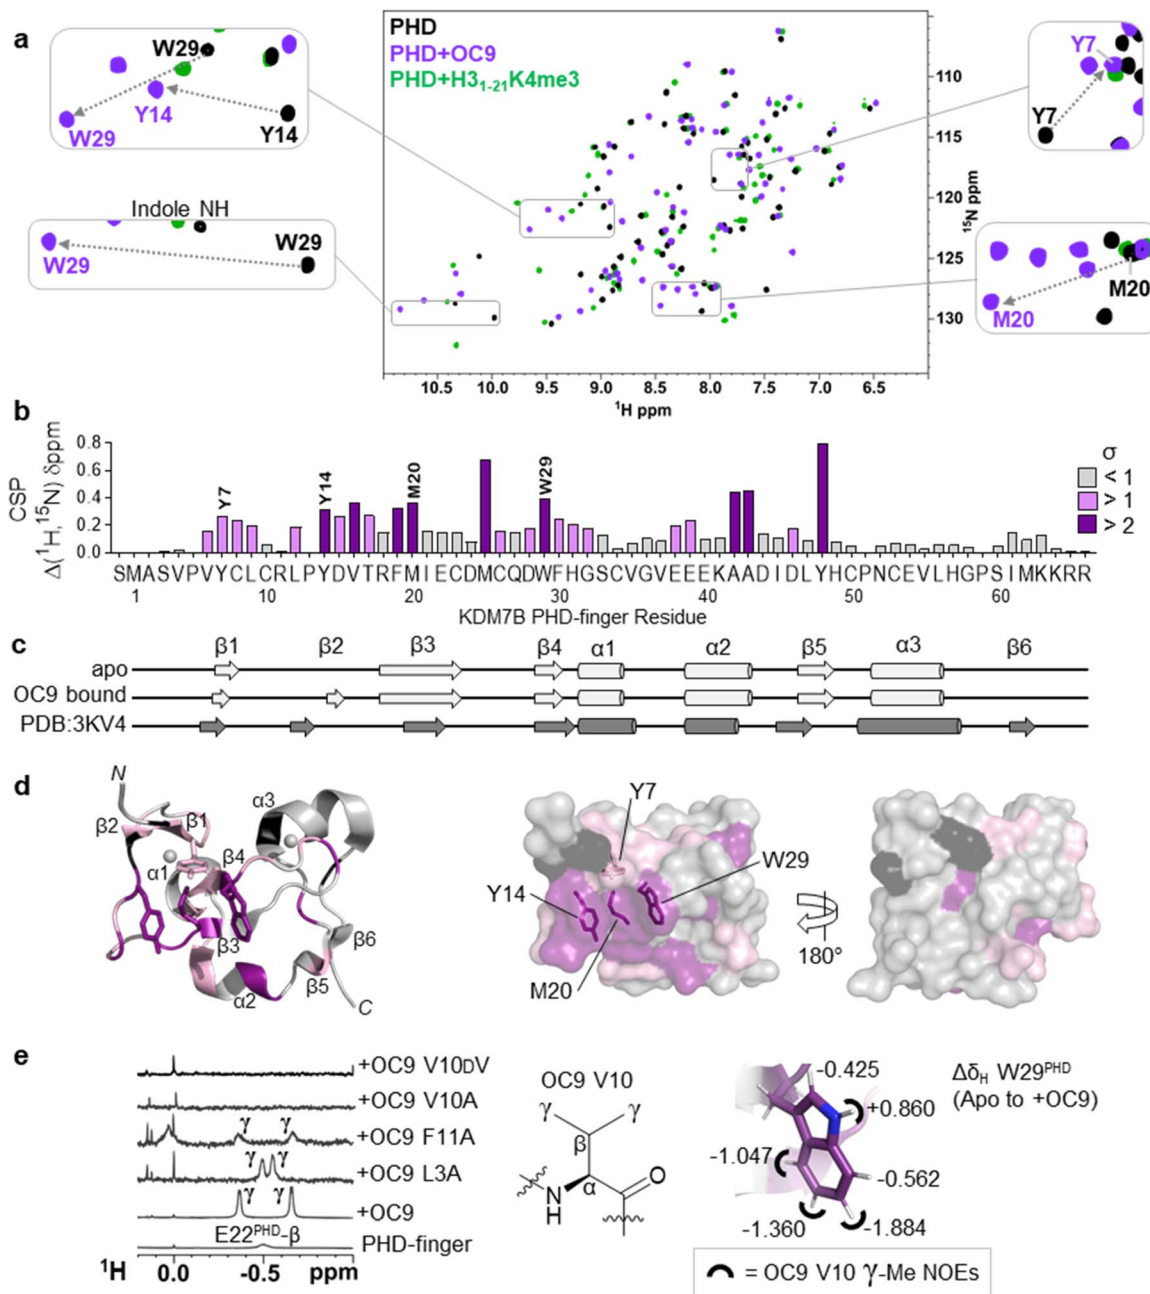 a
PHD
PHD+OC9
PHD+H3₁₋₂₁K4me3
W29
Y14
W29
Y14
Y7
Y7
Indole NH
W29
W29
M20
M20
110
115
120
125
130
¹⁵N ppm
10.5 10.0 9.5 9.0 8.5 8.0 7.5 7.0 6.5
¹H ppm
b
CSP
Δ(¹H,¹⁵N) δppm
0.8
0.6
0.4
0.2
0.0
Y7 Y14 M20 W29
σ
< 1
> 1
> 2
SMASVPVYCLCRLPYDVTRFMIECDMCQDWFHGSCVGVEEEKAADIDLYHCPNCEVLHGPSIMKKRR
1 10 20 30 40 50 60
KDM7B PHD-finger Residue
c
β1 β2 β3 β4 α1 α2 β5 α3 β6
apo
OC9 bound
PDB:3KV4
d
N
β2 β1 α3
α1 β4
β3
β6
α2 β5
C
Y7
W29
Y14
M20
180°
e
+OC9 V10ᴅV
+OC9 V10A
+OC9 F11A
+OC9 L3A
+OC9
PHD-finger
γ γ
γ γ
γ γ
E22ᴾᴴᴰ-β
¹H 0.0 -0.5 ppm
OC9 V10
γ γ
β
α
O
N
H
-0.425
+0.860
-1.047
-0.562
-1.360
-1.884
Δδ_H W29ᴾᴴᴰ
(Apo to +OC9)
= OC9 V10 γ-Me NOEs